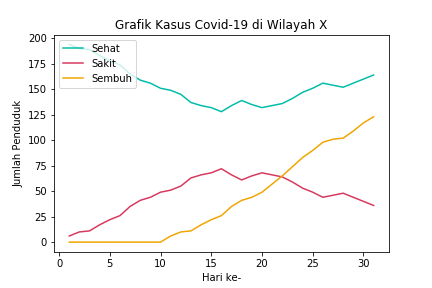 Grafik Kasus Covid-19 di Wilayah X
200
175
150
125
100
75
50
25
0
Jumlah Penduduk
Sehat
Sakit
Sembuh
0 5 10 15 20 25 30
Hari ke-